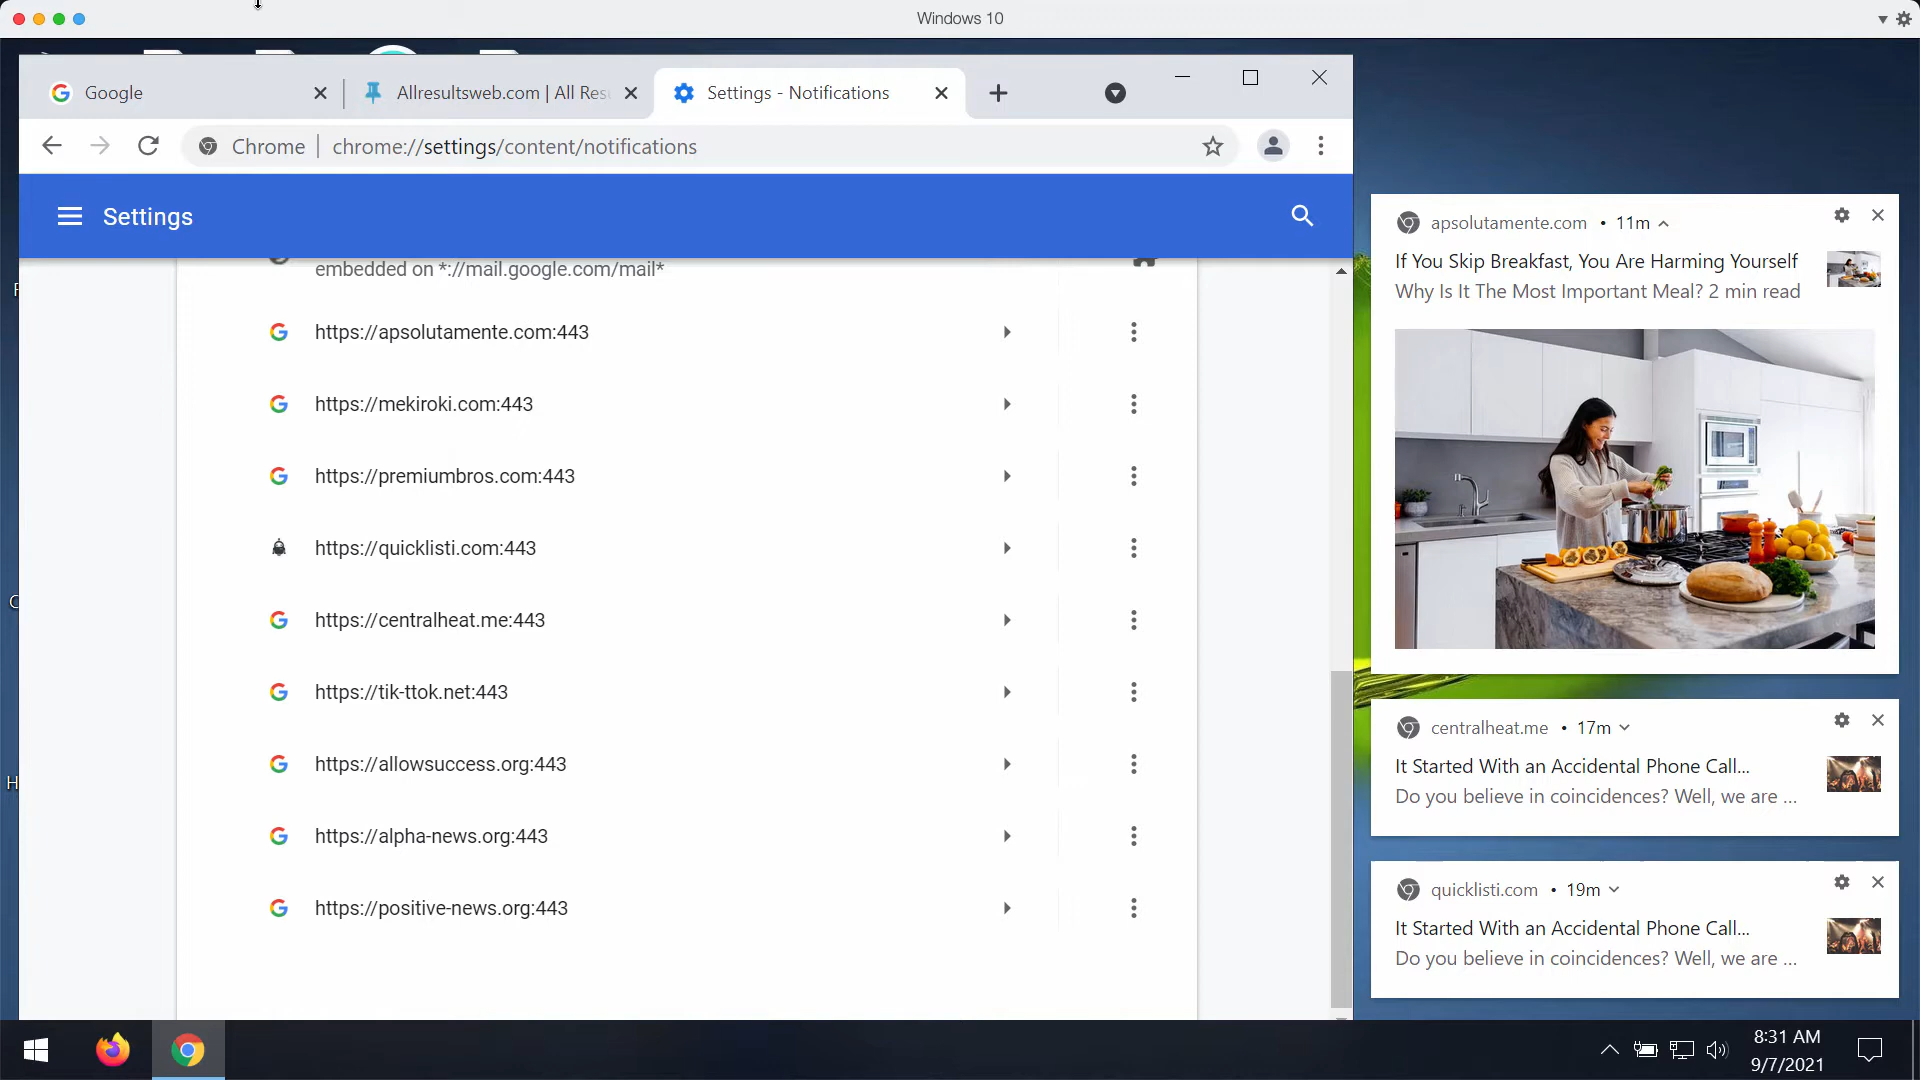 Windows 10
Google
Allresultsweb.com | All Res
Settings - Notifications
Chrome
chrome://settings/content/notifications
Settings
embedded on *://mail.google.com/mail*
https://apsolutamente.com:443
https://mekiroki.com:443
https://premiumbros.com:443
https://quicklisti.com:443
https://centralheat.me:443
https://tik-ttok.net:443
https://allowsuccess.org:443
https://alpha-news.org:443
https://positive-news.org:443
apsolutamente.com • 11m
If You Skip Breakfast, You Are Harming Yourself
Why Is It The Most Important Meal? 2 min read
centralheat.me • 17m
It Started With an Accidental Phone Call...
Do you believe in coincidences? Well, we are ...
quicklisti.com • 19m
It Started With an Accidental Phone Call...
Do you believe in coincidences? Well, we are ...
8:31 AM
9/7/2021